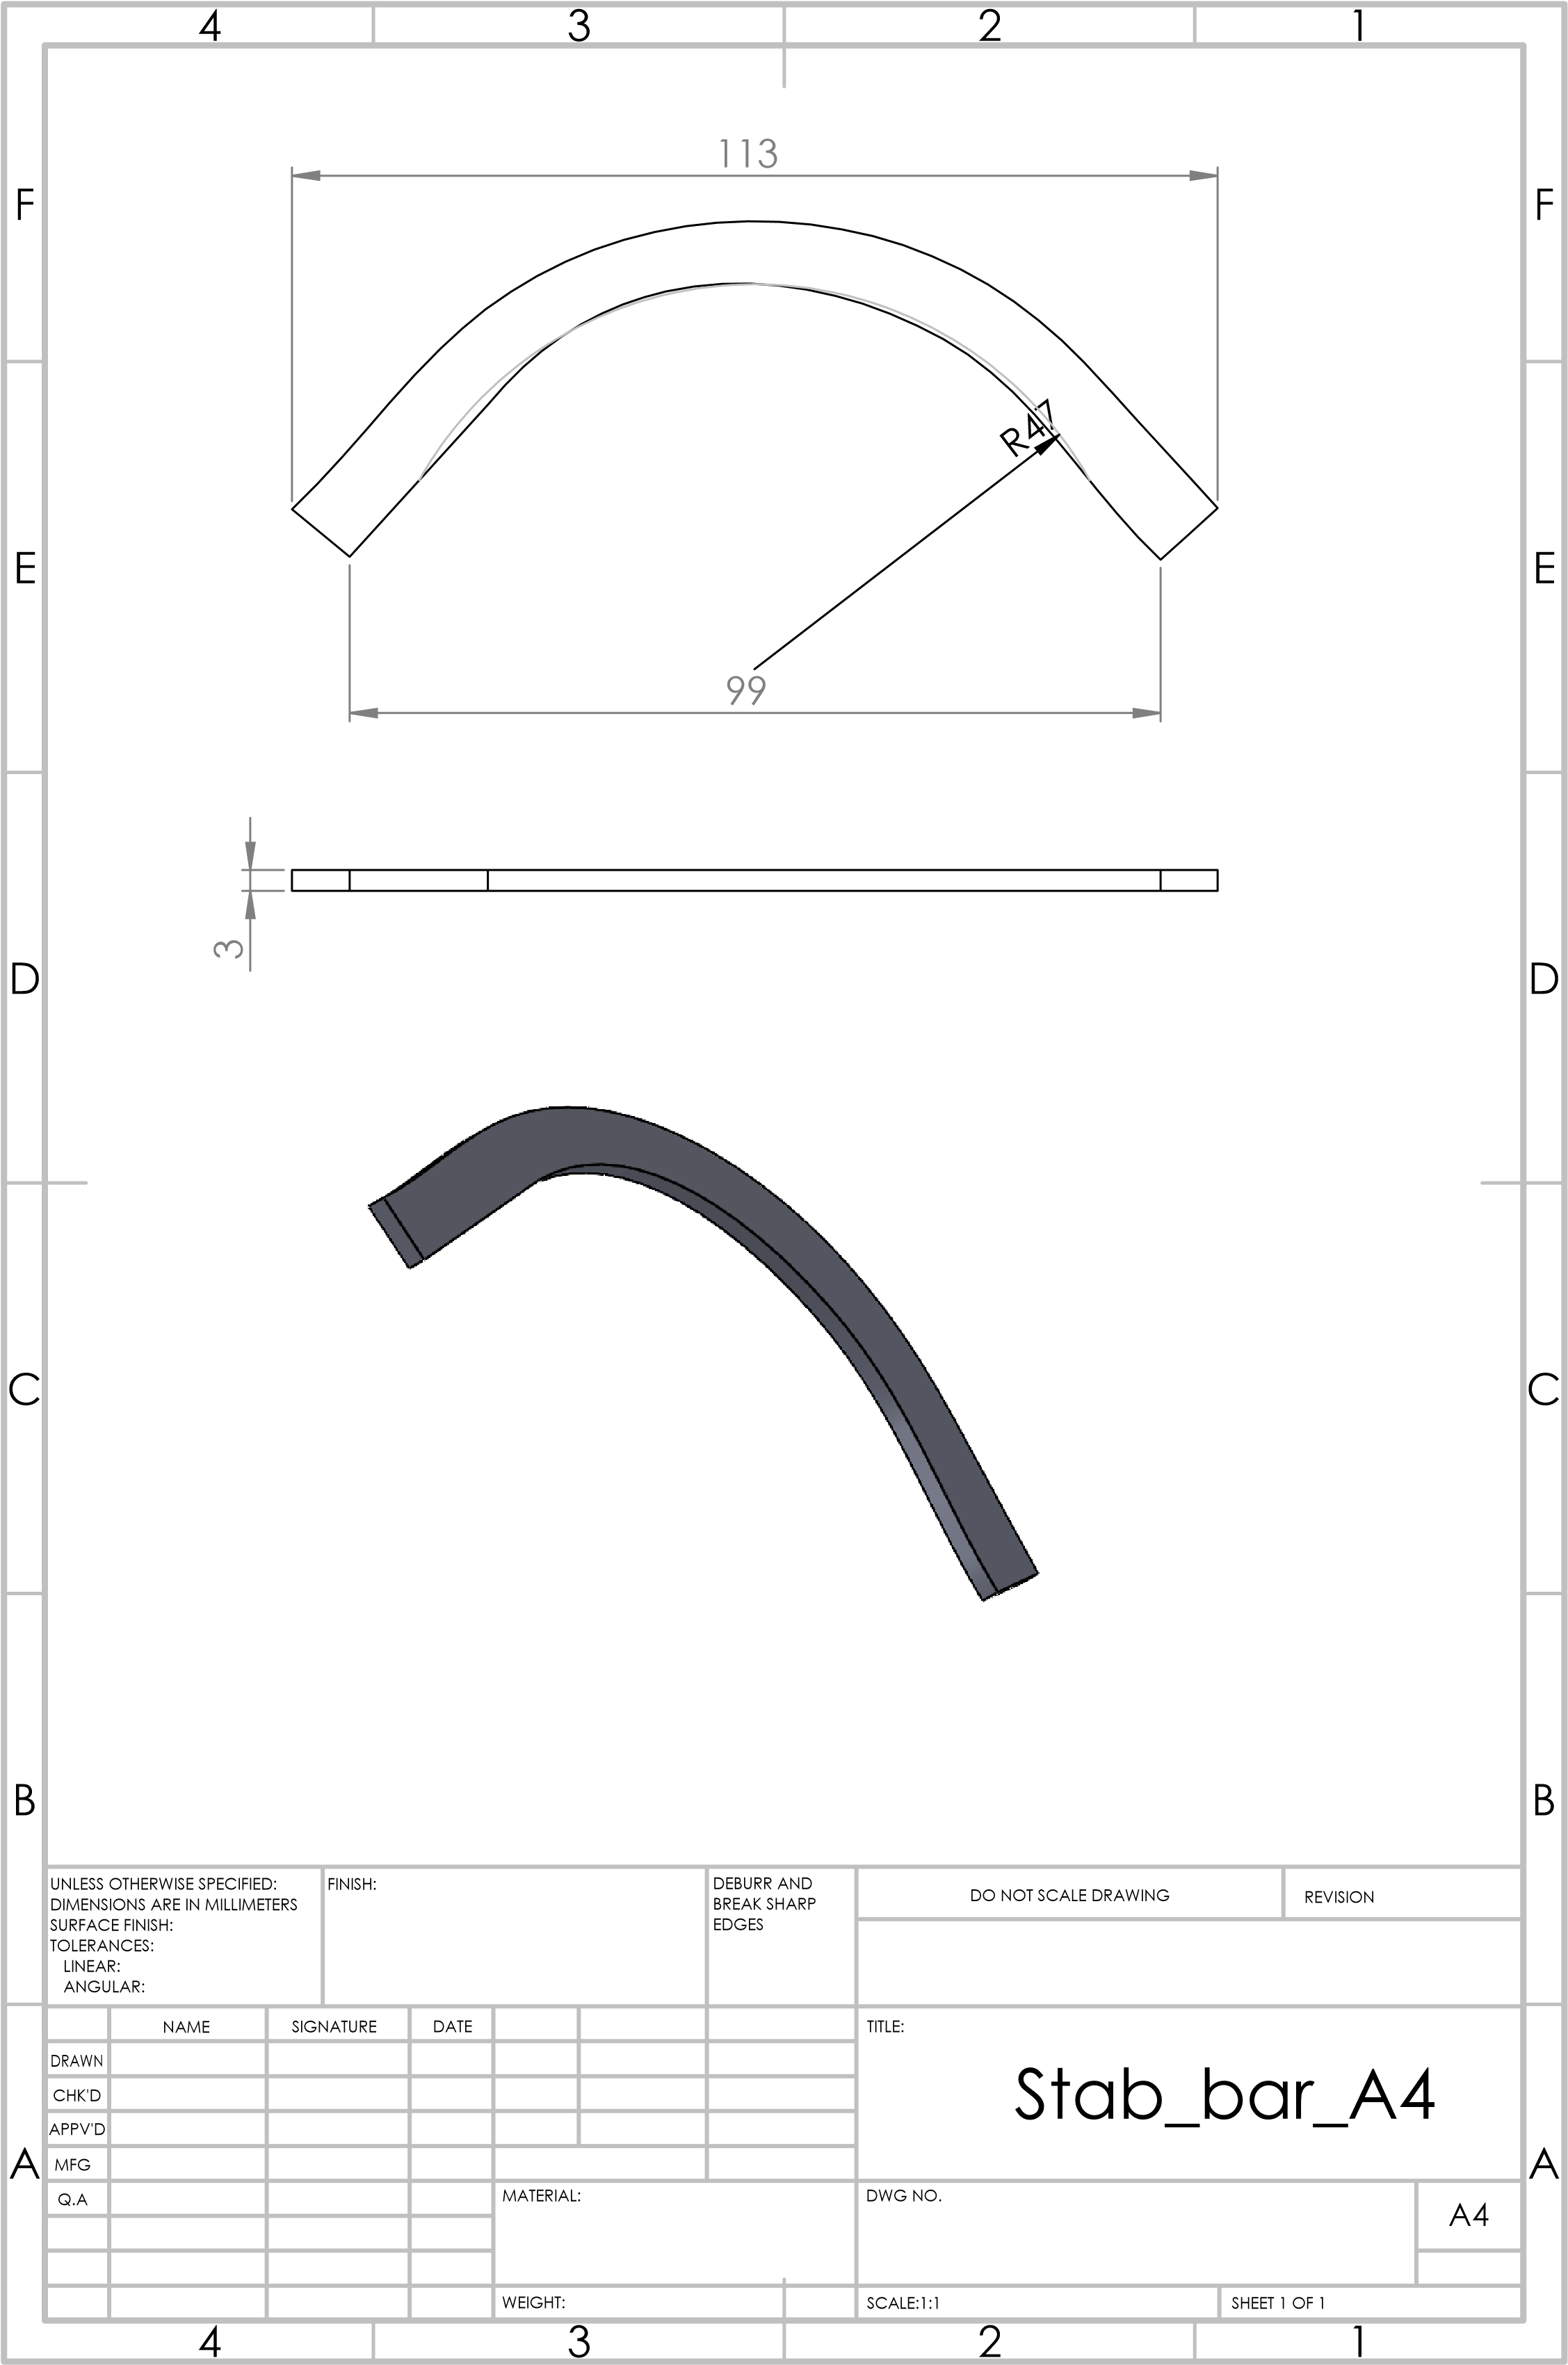 4 3 2 1
113
F F
R47
E E
99
3
D D
C C
B B
UNLESS OTHERWISE SPECIFIED:
DIMENSIONS ARE IN MILLIMETERS
SURFACE FINISH:
TOLERANCES:
LINEAR:
ANGULAR:
FINISH:
DEBURR AND
BREAK SHARP
EDGES
DO NOT SCALE DRAWING
REVISION
NAME SIGNATURE DATE
DRAWN
CHK'D
APPV'D
MFG
Q.A
TITLE:
Stab_bar_A4
A A
MATERIAL:
DWG NO.
A4
WEIGHT:
SCALE:1:1
SHEET 1 OF 1
4 3 2 1